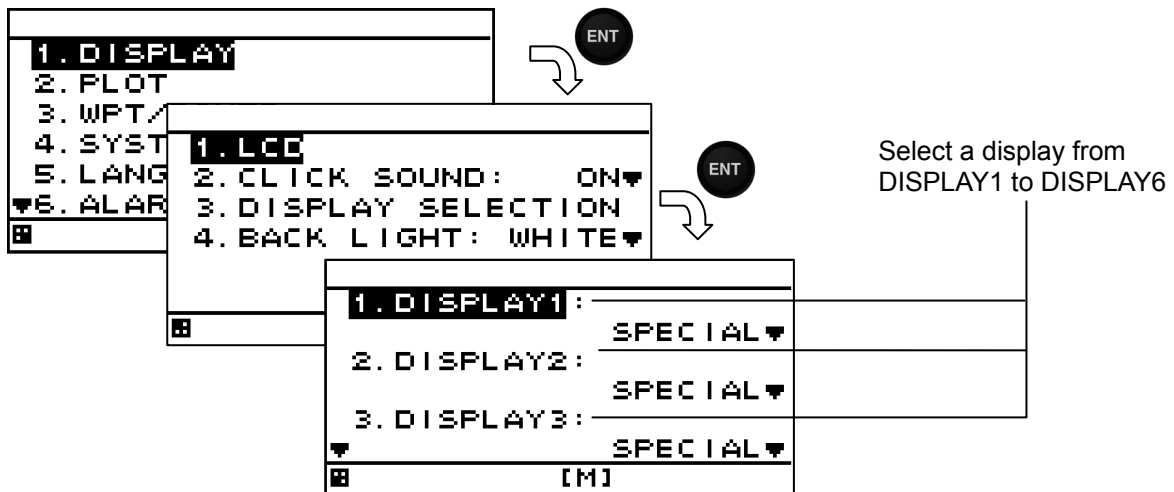 1.DISPLAY
2.PLOT
3.WPT/
4.SYST
5.LANG
6.ALAR
ENT
1.LCD
2.CLICK SOUND: ON
3.DISPLAY SELECTION
4.BACK LIGHT: WHITE
ENT
1.DISPLAY1:
SPECIAL
2.DISPLAY2:
SPECIAL
3.DISPLAY3:
SPECIAL
[M]
Select a display from
DISPLAY1 to DISPLAY6